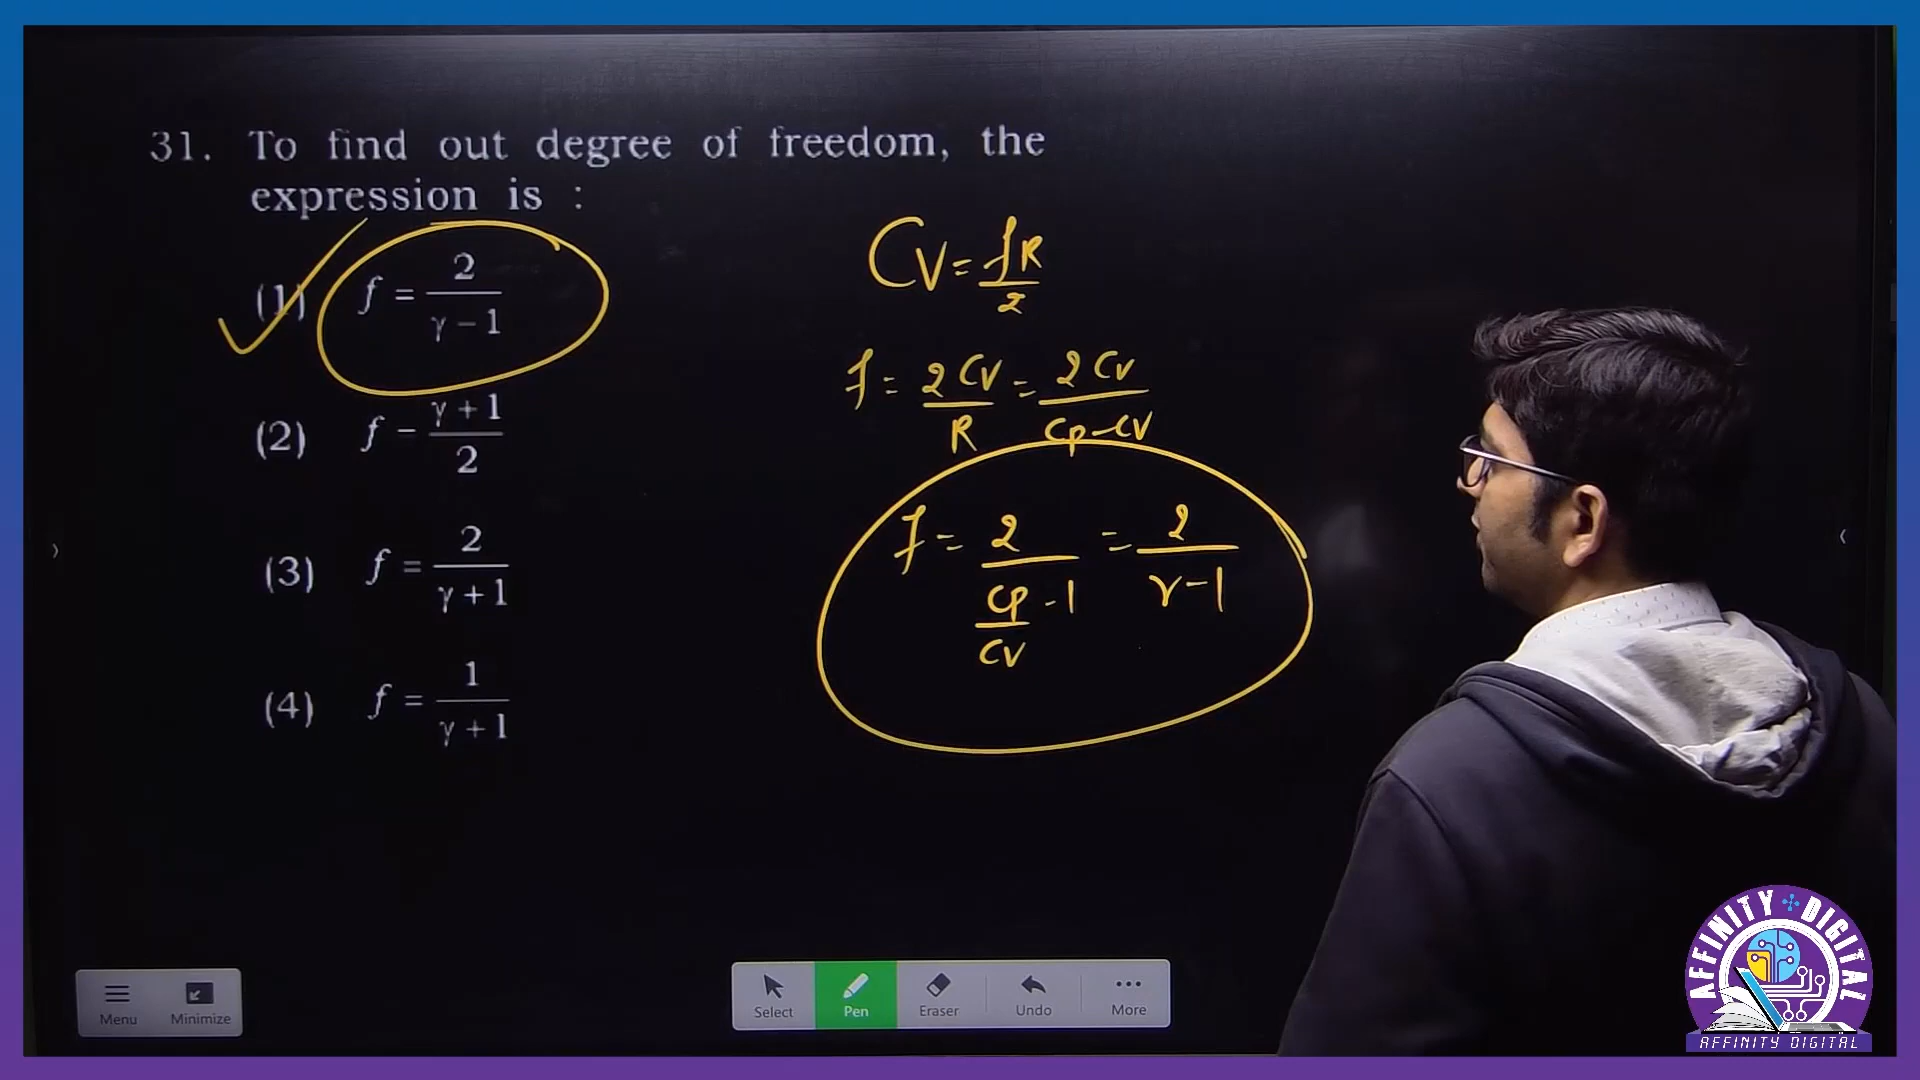 31. To find out degree of freedom, the
expression is :
(1) f = 2/(γ − 1)
(2) f − (γ + 1)/2
(3) f = 2/(γ + 1)
(4) f = 1/(γ + 1)
CV = fR/2
f = 2CV/R = 2CV/(Cp − CV)
f = 2/(Cp/CV − 1) = 2/(γ − 1)
Menu
Minimize
Select
Pen
Eraser
Undo
More
AFFINITY DIGITAL
AFFINITY DIGITAL